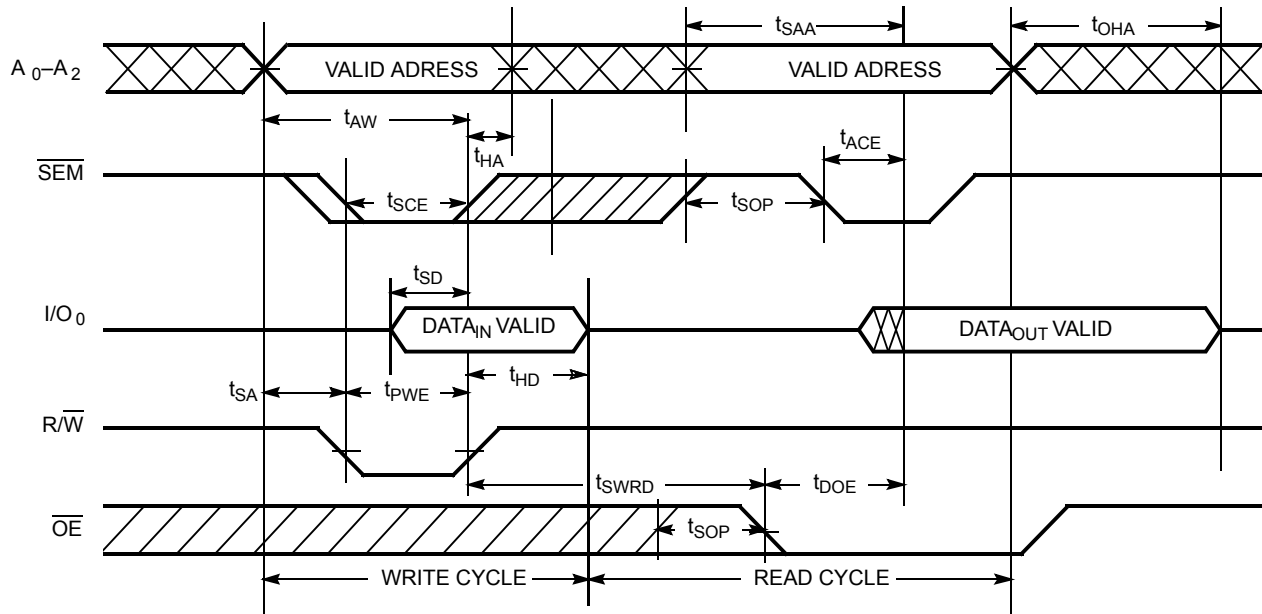 tSAA
tOHA
A0–A2
VALID ADRESS
VALID ADRESS
tAW
tHA
tACE
SEM
tSCE
tSOP
tSD
I/O0
DATAIN VALID
DATAOUT VALID
tSA
tPWE
tHD
R/W
tSWRD
tDOE
OE
tSOP
WRITE CYCLE
READ CYCLE